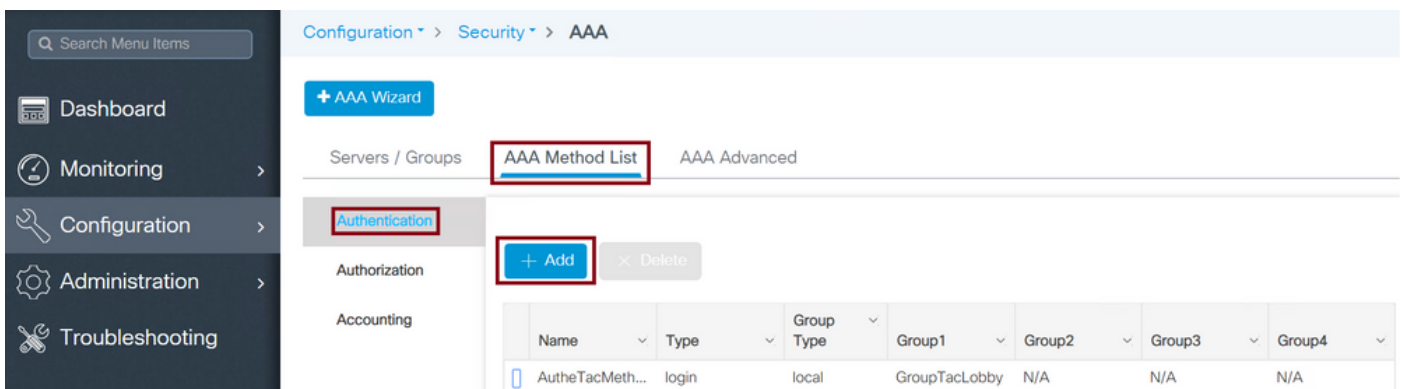 Search Menu Items
Dashboard
Monitoring
Configuration
Administration
Troubleshooting
Configuration > Security > AAA
+ AAA Wizard
Servers / Groups AAA Method List AAA Advanced
Authentication
Authorization
Accounting
+ Add × Delete
Name Type Group Type Group1 Group2 Group3 Group4
AutheTacMeth... login local GroupTacLobby N/A N/A N/A